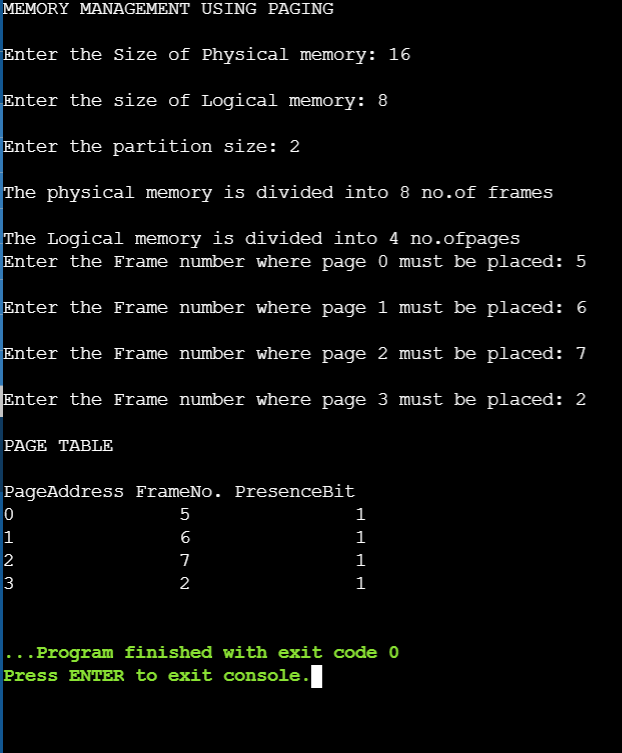 MEMORY MANAGEMENT USING PAGING
Enter the Size of Physical memory: 16
Enter the size of Logical memory: 8
Enter the partition size: 2
The physical memory is divided into 8 no.of frames
The Logical memory is divided into 4 no.ofpages
Enter the Frame number where page 0 must be placed: 5
Enter the Frame number where page 1 must be placed: 6
Enter the Frame number where page 2 must be placed: 7
Enter the Frame number where page 3 must be placed: 2
PAGE TABLE
PageAddress FrameNo. PresenceBit
0 5 1
1 6 1
2 7 1
3 2 1
...Program finished with exit code 0
Press ENTER to exit console.